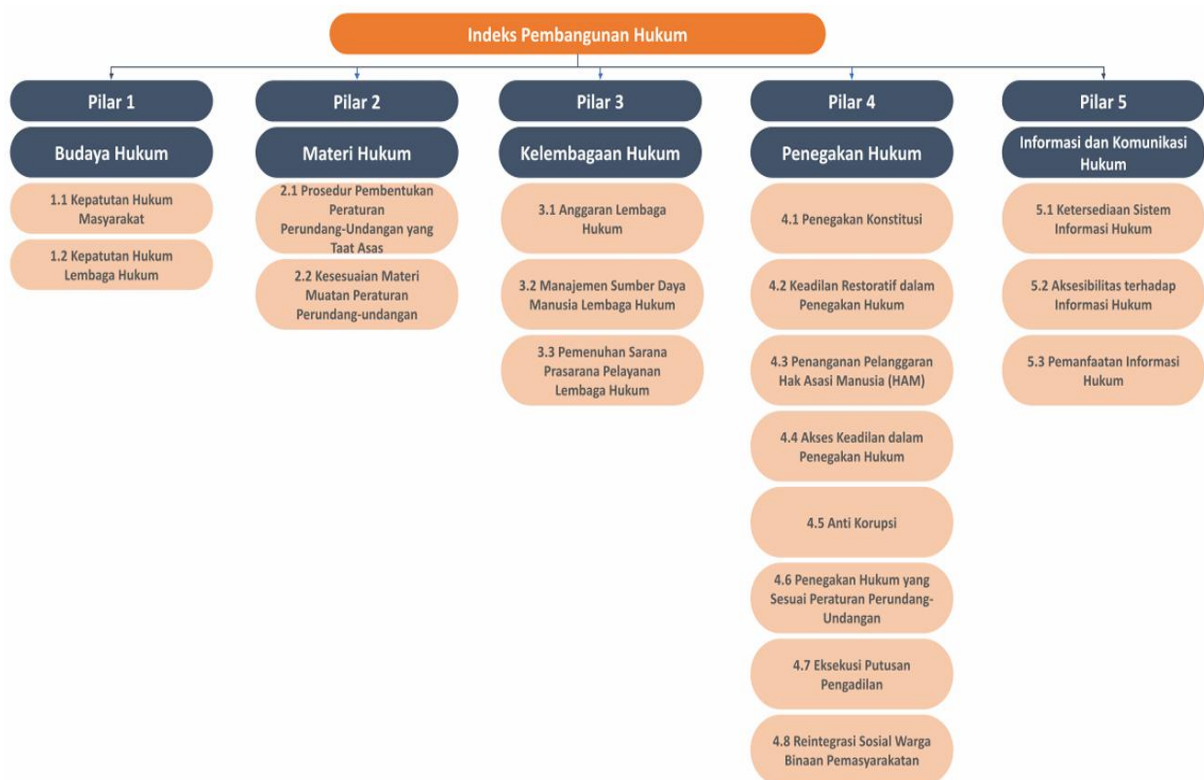 Indeks Pembangunan Hukum
Pilar 1
Budaya Hukum
1.1 Kepatutan Hukum
Masyarakat
1.2 Kepatutan Hukum
Lembaga Hukum
Pilar 2
Materi Hukum
2.1 Prosedur Pembentukan
Peraturan
Perundang-Undangan yang
Taat Asas
2.2 Kesesuaian Materi
Muatan Peraturan
Perundang-undangan
Pilar 3
Kelembagaan Hukum
3.1 Anggaran Lembaga
Hukum
3.2 Manajemen Sumber Daya
Manusia Lembaga Hukum
3.3 Pemenuhan Sarana
Prasarana Pelayanan
Lembaga Hukum
Pilar 4
Penegakan Hukum
4.1 Penegakan Konstitusi
4.2 Keadilan Restoratif dalam
Penegakan Hukum
4.3 Penanganan Pelanggaran
Hak Asasi Manusia (HAM)
4.4 Akses Keadilan dalam
Penegakan Hukum
4.5 Anti Korupsi
4.6 Penegakan Hukum yang
Sesuai Peraturan Perundang-
Undangan
4.7 Eksekusi Putusan
Pengadilan
4.8 Reintegrasi Sosial Warga
Binaan Pemasyarakatan
Pilar 5
Informasi dan Komunikasi
Hukum
5.1 Ketersediaan Sistem
Informasi Hukum
5.2 Aksesibilitas terhadap
Informasi Hukum
5.3 Pemanfaatan Informasi
Hukum